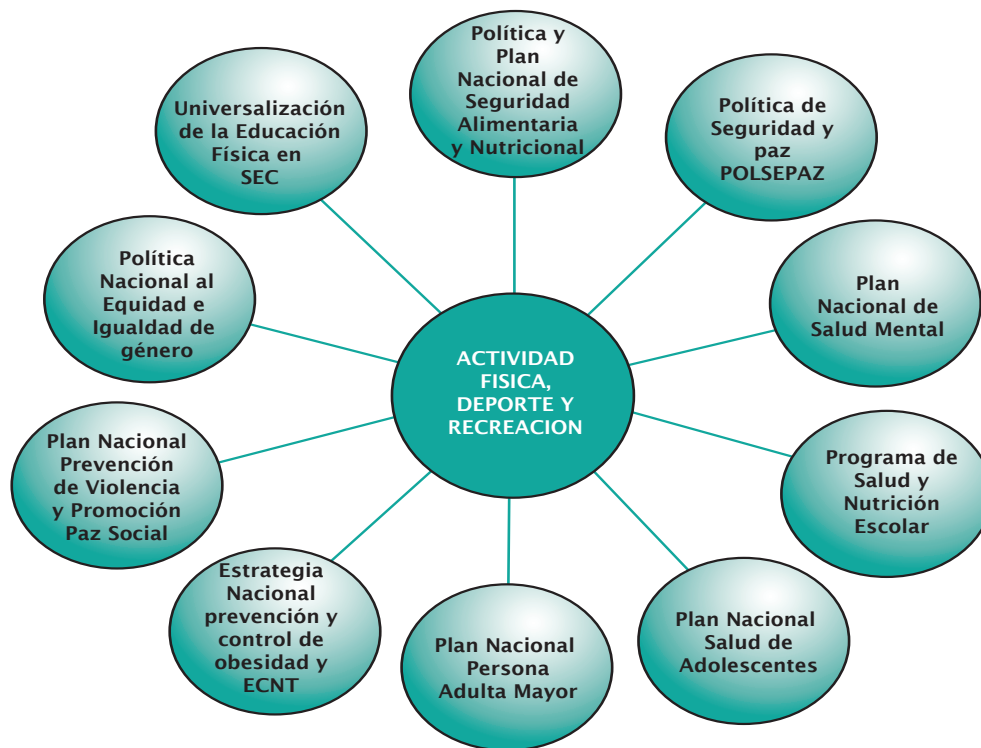 Política y
Plan
Nacional de
Seguridad
Alimentaria
y Nutricional
Política de
Seguridad y
paz
POLSEPAZ
Plan
Nacional de
Salud Mental
Programa de
Salud y
Nutrición
Escolar
Plan Nacional
Salud de
Adolescentes
Plan Nacional
Persona
Adulta Mayor
Estrategia
Nacional
prevención y
control de
obesidad y
ECNT
Plan Nacional
Prevención
de Violencia
y Promoción
Paz Social
Política
Nacional al
Equidad e
Igualdad de
género
Universalización
de la Educación
Física en
SEC
ACTIVIDAD
FISICA,
DEPORTE Y
RECREACION